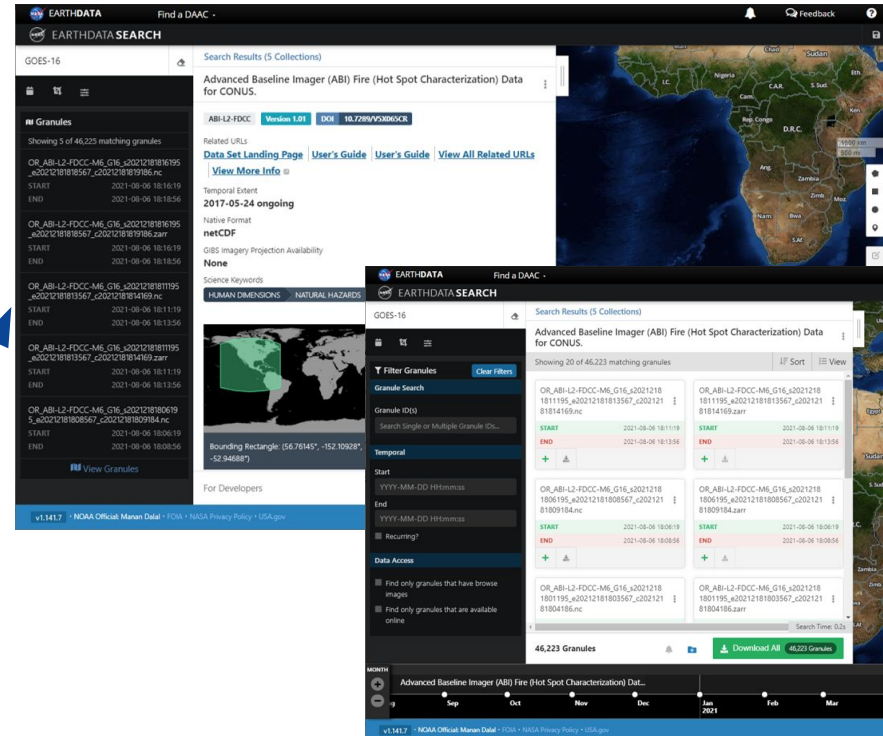 EARTHDATA Find a DAAC -
Feedback
EARTHDATA SEARCH
GOES-16
Granules
Showing 5 of 46,225 matching granules
OR_ABI-L2-FDCC-M6_G16_s20212181816195
_e20212181818567_c20212181819186.nc
START 2021-08-06 18:16:19
END 2021-08-06 18:18:56
OR_ABI-L2-FDCC-M6_G16_s20212181816195
_e20212181818567_c20212181819186.zarr
START 2021-08-06 18:16:19
END 2021-08-06 18:18:56
OR_ABI-L2-FDCC-M6_G16_s20212181811195
_e20212181813567_c20212181814169.nc
START 2021-08-06 18:11:19
END 2021-08-06 18:13:56
OR_ABI-L2-FDCC-M6_G16_s20212181811195
_e20212181813567_c20212181814169.zarr
START 2021-08-06 18:11:19
END 2021-08-06 18:13:56
OR_ABI-L2-FDCC-M6_G16_s2021218180619
5_e20212181808567_c20212181809184.nc
START 2021-08-06 18:06:19
END 2021-08-06 18:08:56
View Granules
Search Results (5 Collections)
Advanced Baseline Imager (ABI) Fire (Hot Spot Characterization) Data
for CONUS.
ABI-L2-FDCC Version 1.01 DOI 10.7289/V5X065CR
Related URLs
Data Set Landing Page User's Guide User's Guide View All Related URLs
View More Info
Temporal Extent
2017-05-24 ongoing
Native Format
netCDF
GIBS Imagery Projection Availability
None
Science Keywords
HUMAN DIMENSIONS NATURAL HAZARDS
Bounding Rectangle: (56.76145°, -152.10928°,
-52.94688°)
For Developers
Chad
Sudan
Nigeria
I.C.
C.A.R.
S. Sud.
Eth.
Cam.
Rep. Congo
Ken.
D.R.C.
1000 km
500 mi
Ang.
Zambia
Zimb.
Moz.
Nam.
Bwa.
S.Af.
v1.141.7 • NOAA Official: Manan Dalal • FOIA • NASA Privacy Policy • USA.gov
EARTHDATA Find a DAAC -
EARTHDATA SEARCH
GOES-16
Filter Granules Clear Filters
Granule Search
Granule ID(s)
Search Single or Multiple Granule IDs...
Temporal
Start
YYYY-MM-DD HH:mm:ss
End
YYYY-MM-DD HH:mm:ss
Recurring?
Data Access
Find only granules that have browse
images
Find only granules that are available
online
Search Results (5 Collections)
Advanced Baseline Imager (ABI) Fire (Hot Spot Characterization) Data
for CONUS.
Showing 20 of 46,223 matching granules Sort View
OR_ABI-L2-FDCC-M6_G16_s2021218
1811195_e20212181813567_c202121
81814169.nc
START 2021-08-06 18:11:19
END 2021-08-06 18:13:56
OR_ABI-L2-FDCC-M6_G16_s2021218
1811195_e20212181813567_c202121
81814169.zarr
START 2021-08-06 18:11:19
END 2021-08-06 18:13:56
OR_ABI-L2-FDCC-M6_G16_s2021218
1806195_e20212181808567_c202121
81809184.nc
START 2021-08-06 18:06:19
END 2021-08-06 18:08:56
OR_ABI-L2-FDCC-M6_G16_s2021218
1806195_e20212181808567_c202121
81809184.zarr
START 2021-08-06 18:06:19
END 2021-08-06 18:08:56
OR_ABI-L2-FDCC-M6_G16_s2021218
1801195_e20212181803567_c202121
81804186.nc
OR_ABI-L2-FDCC-M6_G16_s2021218
1801195_e20212181803567_c202121
81804186.zarr
Search Time: 0.2s
46,223 Granules
Download All 46,223 Granules
Egypt
Sudan
S. Sud
Zambia
Zimb.
S.Af.
MONTH
Advanced Baseline Imager (ABI) Fire (Hot Spot Characterization) Dat...
Sep Oct Nov Dec Jan Feb Mar
2021
v1.141.7 • NOAA Official: Manan Dalal • FOIA • NASA Privacy Policy • USA.gov